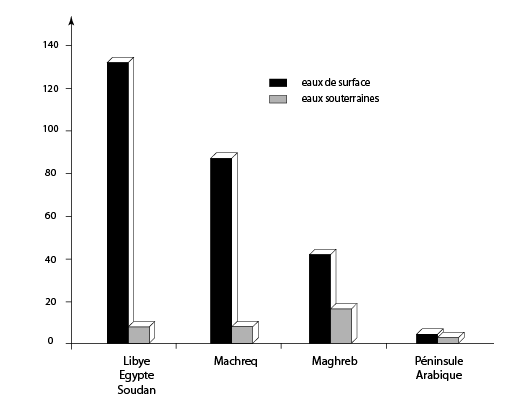 140
120
100
80
60
40
20
0
eaux de surface
eaux souterraines
Libye
Egypte
Soudan
Machreq
Maghreb
Péninsule
Arabique